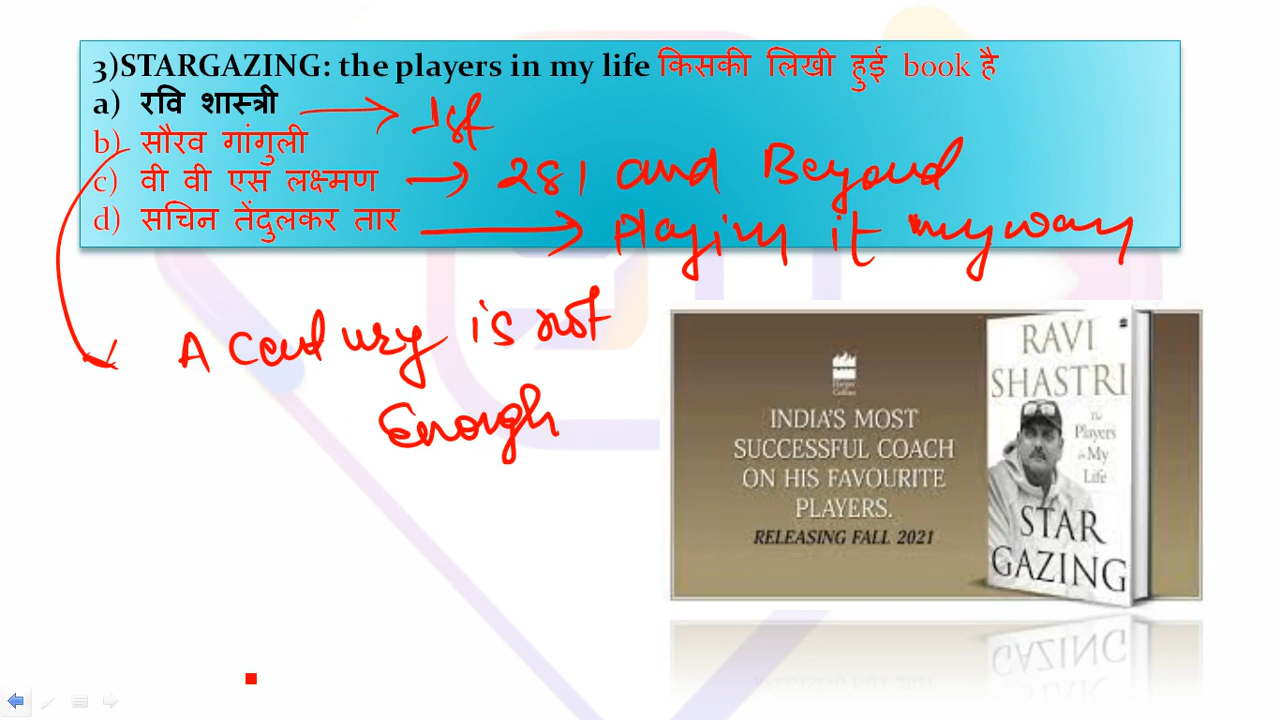 3)STARGAZING: the players in my life किसकी लिखी हुई book है
a) रवि शास्त्री → 1st
b) सौरव गांगुली
c) वी वी एस लक्ष्मण → 281 and Beyond
d) सचिन तेंदुलकर तार → Playing it my way
A Century is not
Enough
INDIA'S MOST
SUCCESSFUL COACH
ON HIS FAVOURITE
PLAYERS.
RELEASING FALL 2021
RAVI
SHASTRI
The
Players
in My
Life
STAR
GAZING